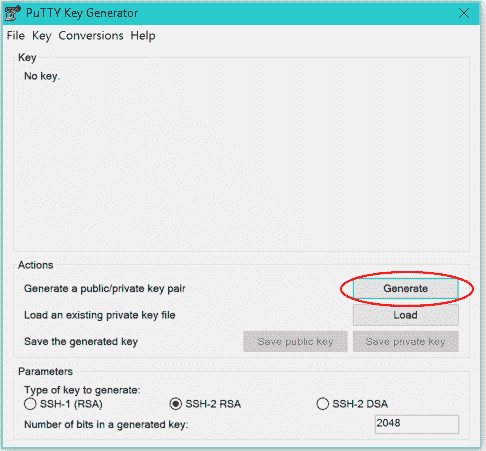 PuTTY Key Generator
File Key Conversions Help
Key
No key.
Actions
Generate a public/private key pair Generate
Load an existing private key file Load
Save the generated key Save public key Save private key
Parameters
Type of key to generate:
SSH-1 (RSA) SSH-2 RSA SSH-2 DSA
Number of bits in a generated key: 2048